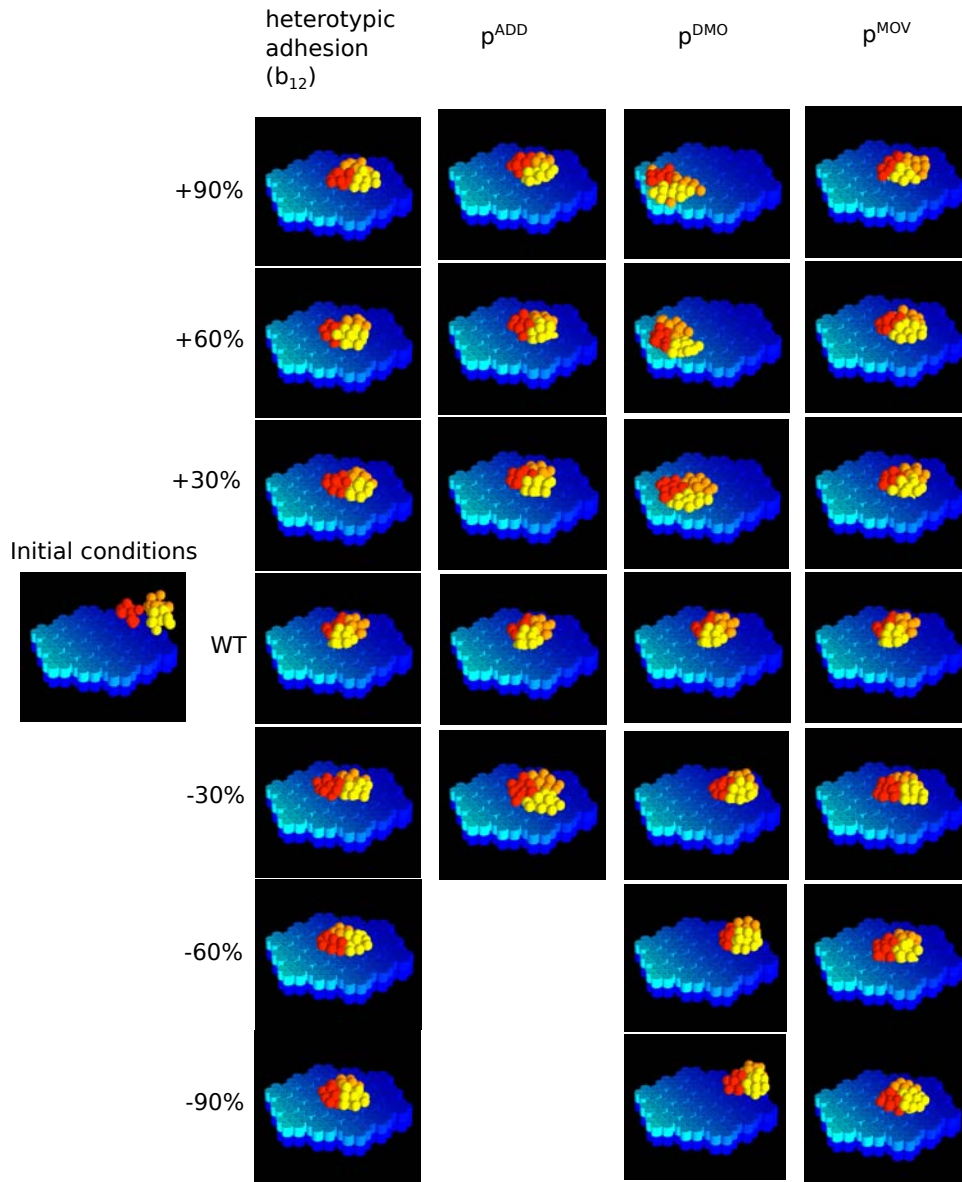 heterotypic
adhesion
(b₁₂)
pᴬᴰᴰ
pᴰᴹᴼ
pᴹᴼⱽ
+90%
+60%
+30%
Initial conditions
WT
-30%
-60%
-90%